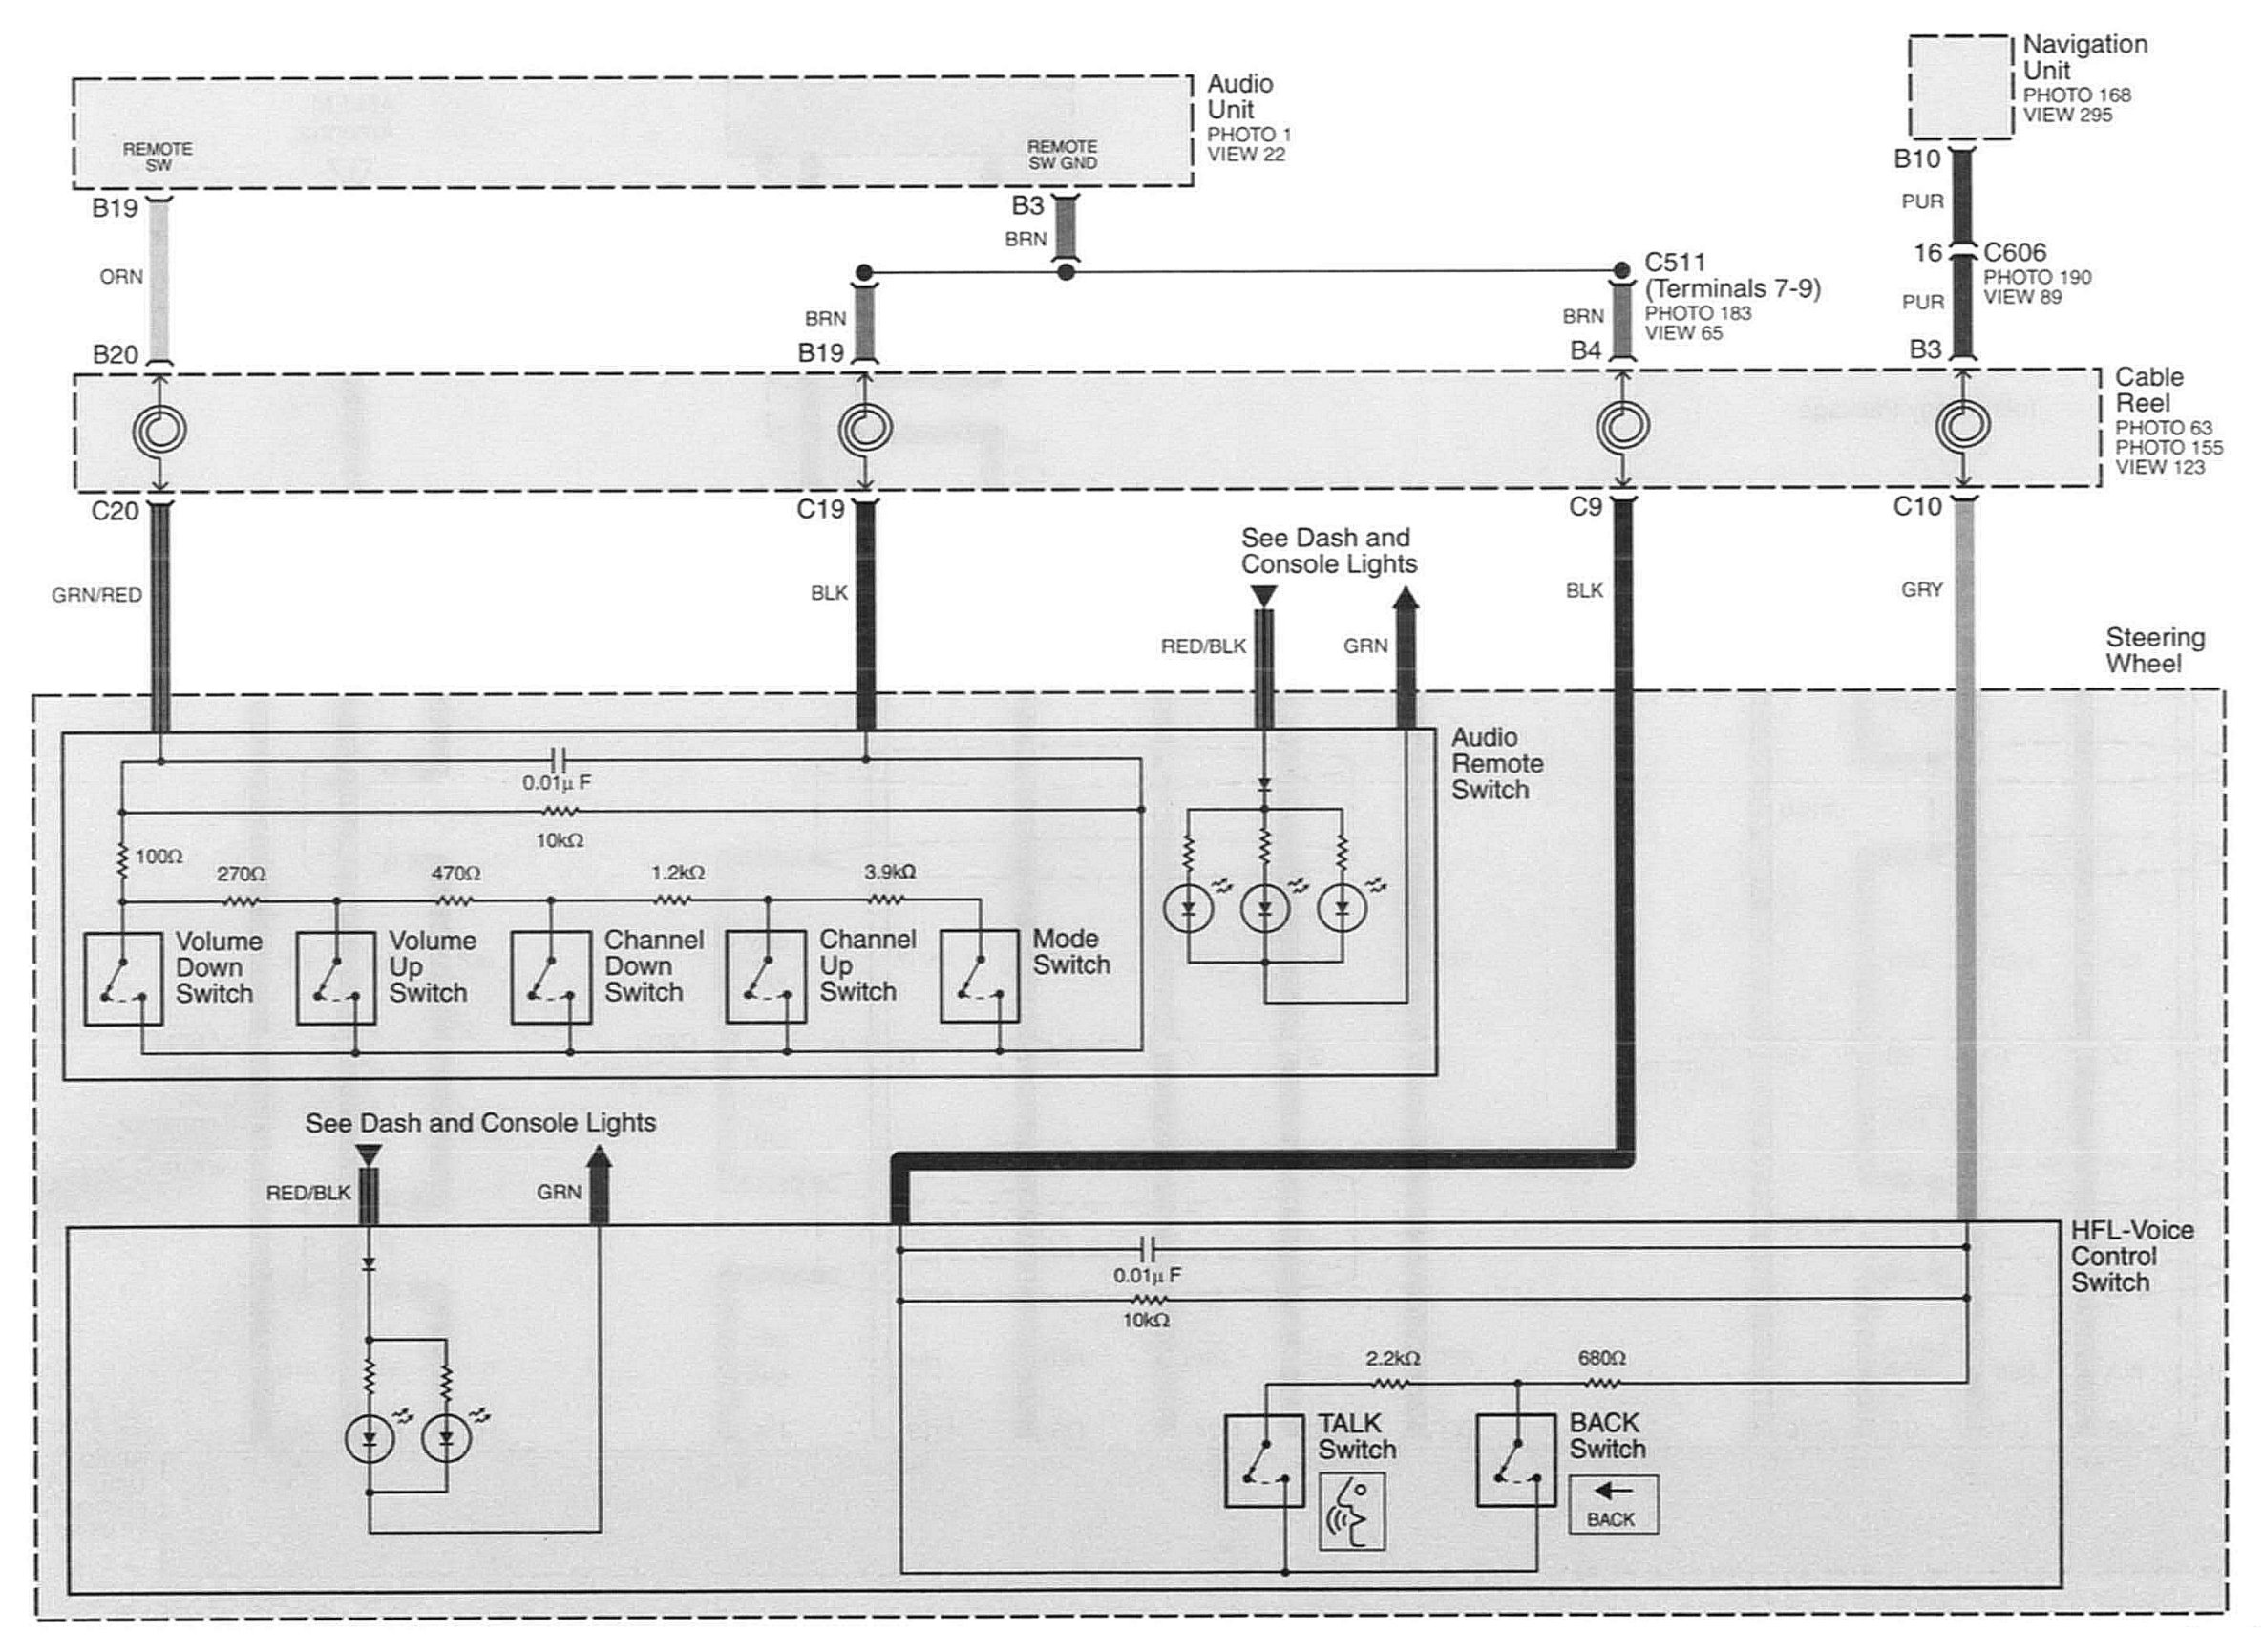 Audio
Unit
PHOTO 1
VIEW 22
REMOTE
SW
REMOTE
SW GND
Navigation
Unit
PHOTO 168
VIEW 295
B19
ORN
B20
B3
BRN
BRN
B19
C511
(Terminals 7-9)
PHOTO 183
VIEW 65
BRN
B4
B10
PUR
16
C606
PHOTO 190
VIEW 89
PUR
B3
Cable
Reel
PHOTO 63
PHOTO 155
VIEW 123
C20
GRN/RED
C19
BLK
See Dash and
Console Lights
RED/BLK
GRN
C9
BLK
C10
GRY
Steering
Wheel
Audio
Remote
Switch
0.01µ F
10kΩ
100Ω
270Ω
470Ω
1.2kΩ
3.9kΩ
Volume
Down
Switch
Volume
Up
Switch
Channel
Down
Switch
Channel
Up
Switch
Mode
Switch
See Dash and Console Lights
RED/BLK
GRN
HFL-Voice
Control
Switch
0.01µ F
10kΩ
2.2kΩ
680Ω
TALK
Switch
BACK
Switch
BACK